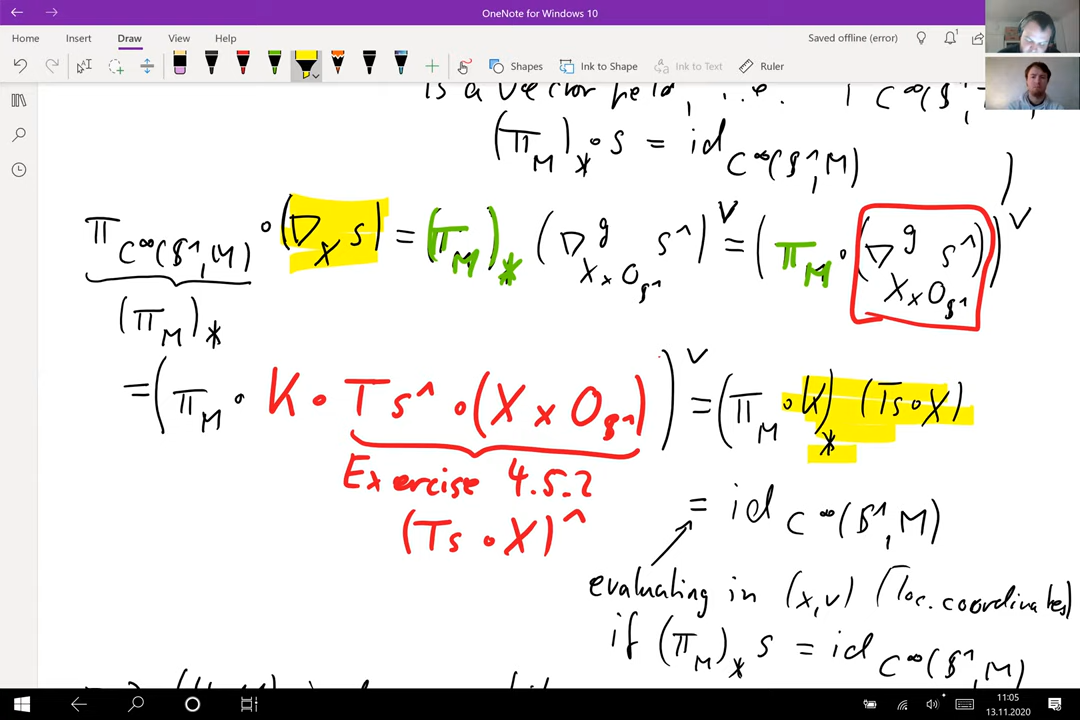 OneNote for Windows 10
Home Insert Draw View Help Saved offline (error)
Shapes Ink to Shape Ink to Text Ruler
is a vector field, i.e.
(π_M)_* ∘ s = id_{C^∞(S^1, M)}
π_{C^∞(S^1, M)} ∘ (∇_X s) = (π_M)_* (∇^g_{X × 0_{S^1}} s^∧)^∨ = (π_M ∘ (∇^g_{X × 0_{S^1}} s^∧))^∨
(π_M)_*
= (π_M ∘ K ∘ Ts^∧ ∘ (X × 0_{S^1}))^∨ = (π_M ∘ K)_* (Ts ∘ X)
Exercise 4.5.2
(Ts ∘ X)^∧
= id_{C^∞(S^1, M)}
evaluating in (x,v) (loc. coordinates)
if (π_M)_* s = id_{C^∞(S^1, M)}
11:05
13.11.2020